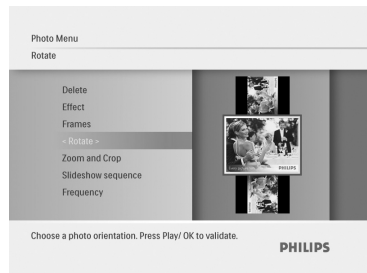 Photo Menu
Rotate
Delete
Effect
Frames
< Rotate >
Zoom and Crop
Slideshow sequence
Frequency
PHILIPS
Choose a photo orientation. Press Play/ OK to validate.
PHILIPS